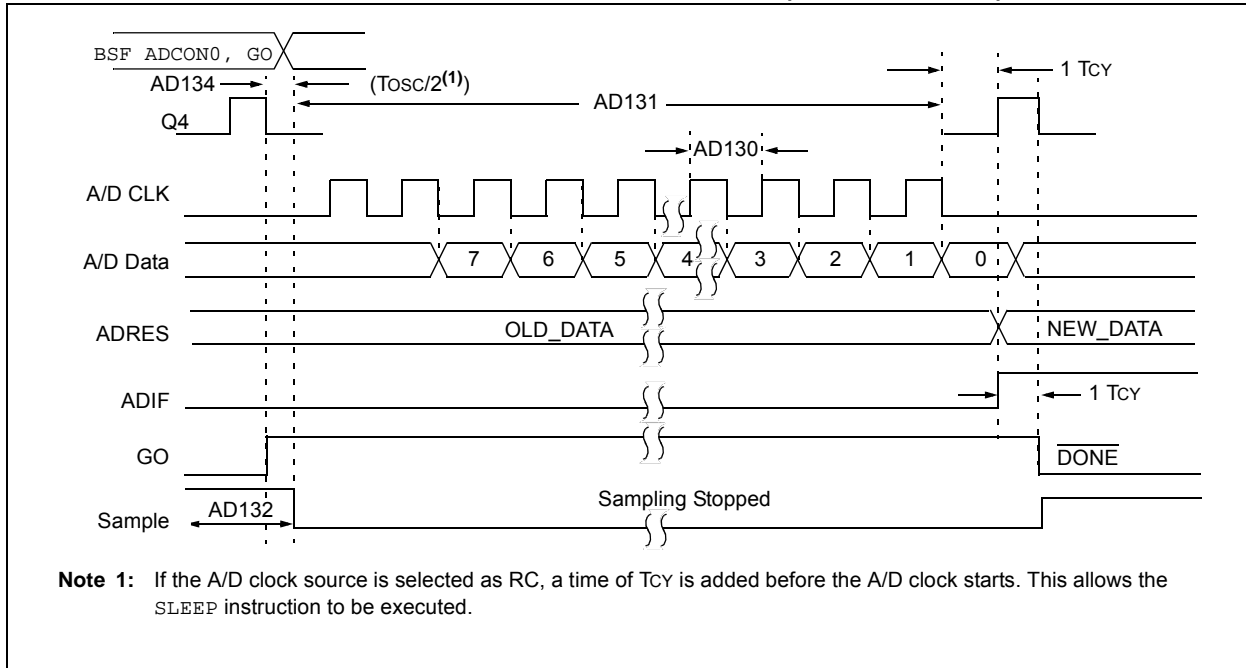 BSF ADCON0, GO
AD134 (TOSC/2(1)) AD131 1 TCY
Q4
AD130
A/D CLK
A/D Data 7 6 5 4 3 2 1 0
ADRES OLD_DATA NEW_DATA
ADIF 1 TCY
GO DONE
Sample AD132 Sampling Stopped
Note 1: If the A/D clock source is selected as RC, a time of TCY is added before the A/D clock starts. This allows the
SLEEP instruction to be executed.